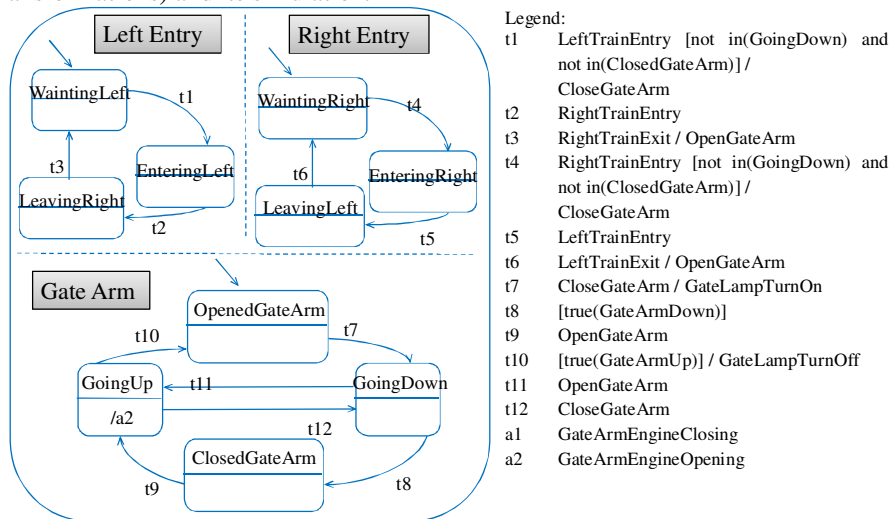 Left Entry
Right Entry
WaintingLeft
t1
t3
EnteringLeft
LeavingRight
t2
WaintingRight
t4
t6
EnteringRight
LeavingLeft
t5
Gate Arm
OpenedGateArm
t10
t7
GoingUp
t11
GoingDown
/a2
t12
ClosedGateArm
t9
t8
Legend:
t1 LeftTrainEntry [not in(GoingDown) and
not in(ClosedGateArm)] /
CloseGateArm
t2 RightTrainEntry
t3 RightTrainExit / OpenGateArm
t4 RightTrainEntry [not in(GoingDown) and
not in(ClosedGateArm)] /
CloseGateArm
t5 LeftTrainEntry
t6 LeftTrainExit / OpenGateArm
t7 CloseGateArm / GateLampTurnOn
t8 [true(GateArmDown)]
t9 OpenGateArm
t10 [true(GateArmUp)] / GateLampTurnOff
t11 OpenGateArm
t12 CloseGateArm
a1 GateArmEngineClosing
a2 GateArmEngineOpening